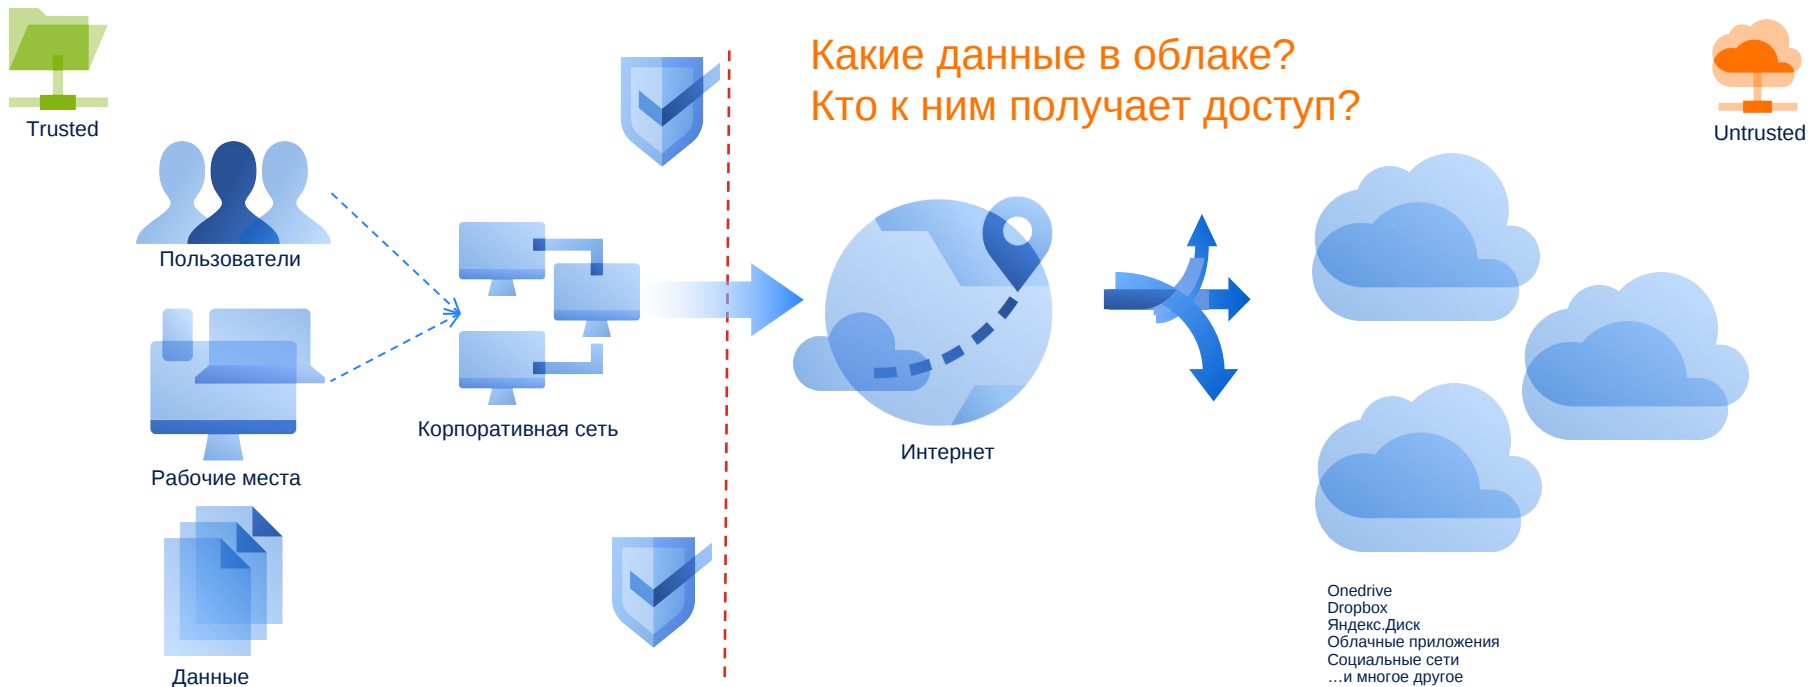 Какие данные в облаке?
Кто к ним получает доступ?
Trusted
Untrusted
Пользователи
Корпоративная сеть
Интернет
Рабочие места
Данные
Onedrive
Dropbox
Яндекс.Диск
Облачные приложения
Социальные сети
…и многое другое